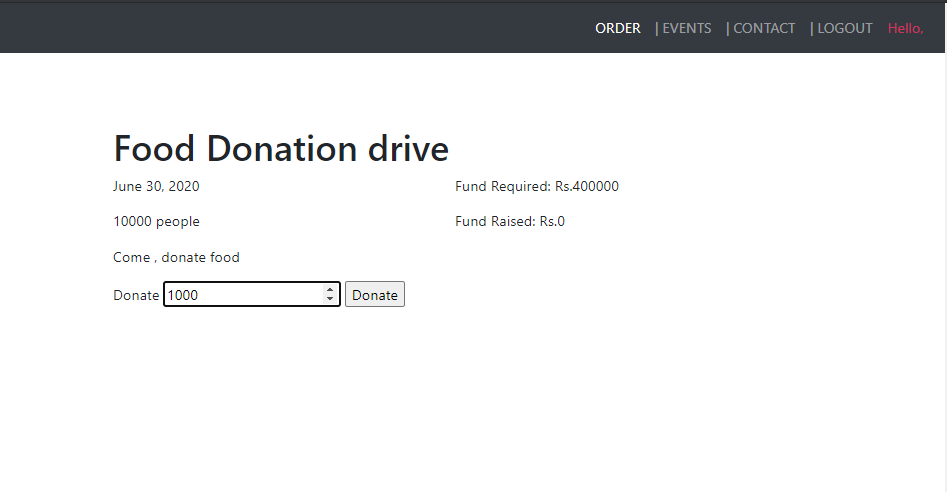 ORDER | EVENTS | CONTACT | LOGOUT Hello,
Food Donation drive
June 30, 2020 Fund Required: Rs.400000
10000 people Fund Raised: Rs.0
Come , donate food
Donate 1000 Donate